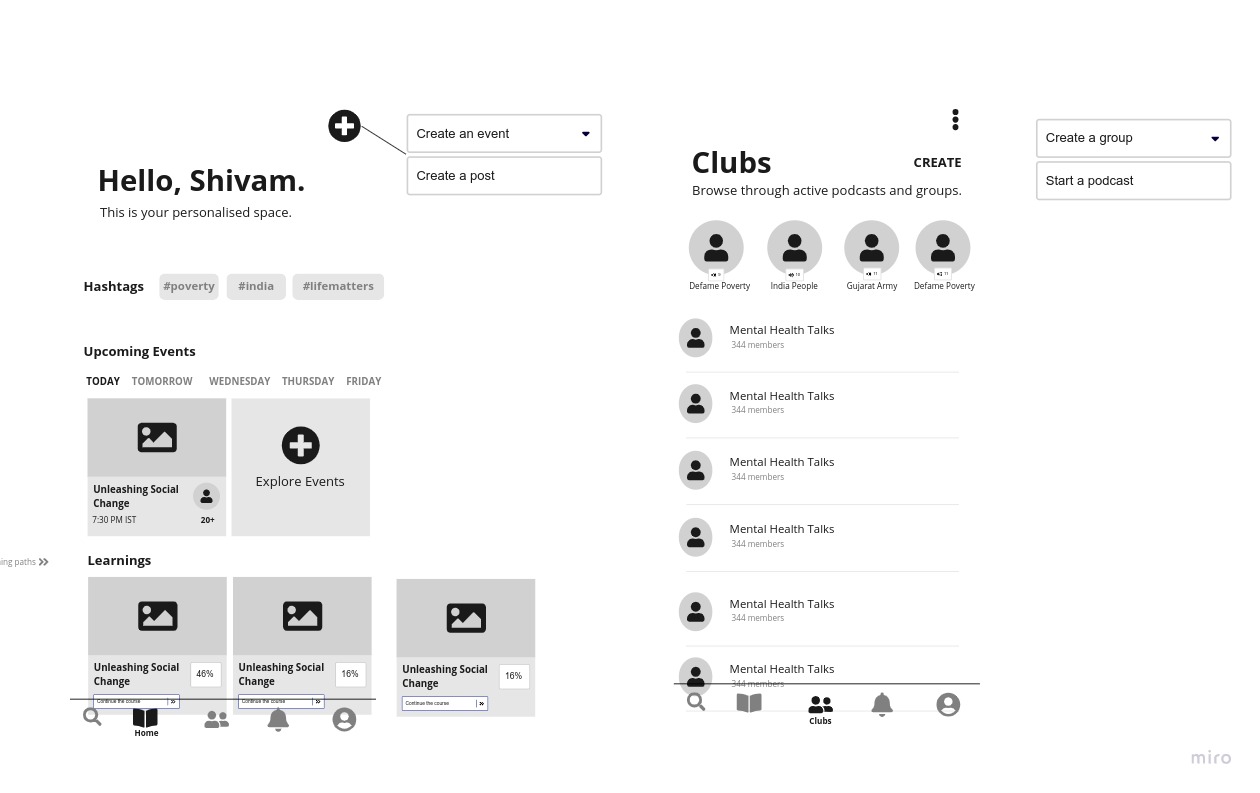 Create an event
Create a post
Hello, Shivam.
This is your personalised space.
Hashtags #poverty #india #lifematters
Upcoming Events
TODAY TOMORROW WEDNESDAY THURSDAY FRIDAY
Unleashing Social
Change
7:30 PM IST
20+
Explore Events
paths
Learnings
Unleashing Social
Change
46%
Continue the course
Unleashing Social
Change
16%
Continue the course
Unleashing Social
Change
16%
Continue the course
Home
Clubs
CREATE
Browse through active podcasts and groups.
Defame Poverty
India People
Gujarat Army
Defame Poverty
Mental Health Talks
344 members
Mental Health Talks
344 members
Mental Health Talks
344 members
Mental Health Talks
344 members
Mental Health Talks
344 members
Mental Health Talks
344 members
Clubs
Create a group
Start a podcast
miro